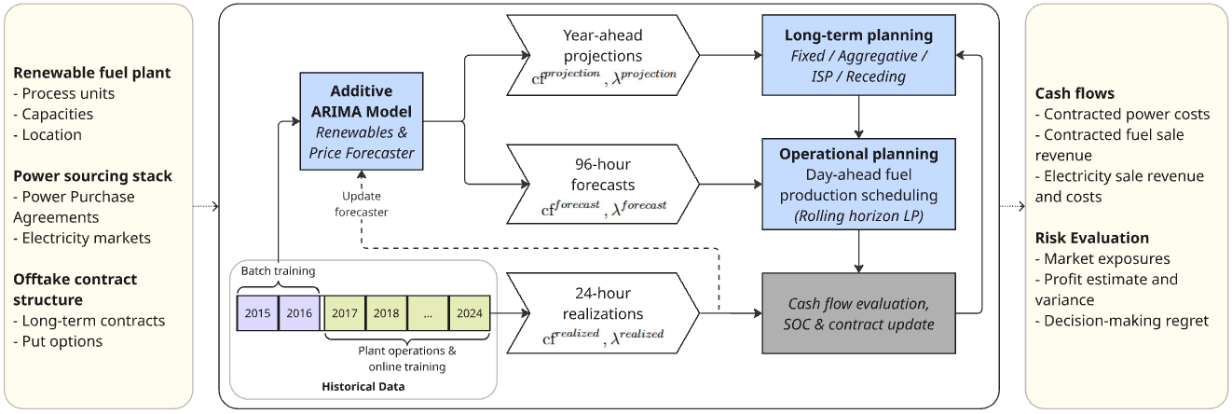 Renewable fuel plant
- Process units
- Capacities
- Location
Power sourcing stack
- Power Purchase
Agreements
- Electricity markets
Offtake contract
structure
- Long-term contracts
- Put options
Additive
ARIMA Model
Renewables &
Price Forecaster
Update
forecaster
Batch training
2015
2016
2017
2018
...
2024
Plant operations &
online training
Historical Data
Year-ahead
projections
cf^projection, λ^projection
96-hour
forecasts
cf^forecast, λ^forecast
24-hour
realizations
cf^realized, λ^realized
Long-term planning
Fixed / Aggregative /
ISP / Receding
Operational planning
Day-ahead fuel
production scheduling
(Rolling horizon LP)
Cash flow evaluation,
SOC & contract update
Cash flows
- Contracted power costs
- Contracted fuel sale
revenue
- Electricity sale revenue
and costs
Risk Evaluation
- Market exposures
- Profit estimate and
variance
- Decision-making regret